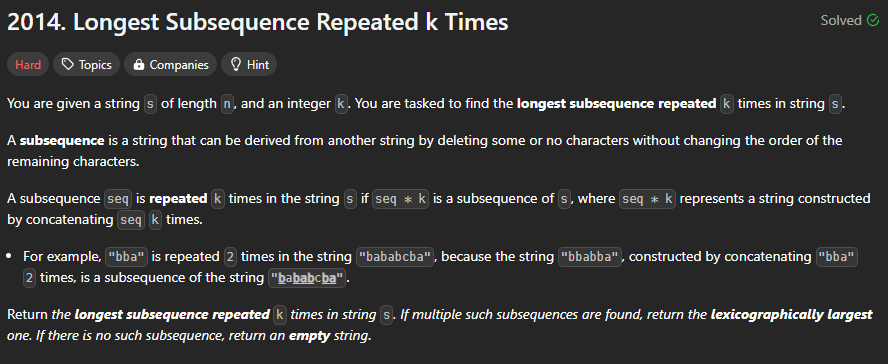 2014. Longest Subsequence Repeated k Times
Solved
Hard Topics Companies Hint
You are given a string s of length n, and an integer k. You are tasked to find the longest subsequence repeated k times in string s.
A subsequence is a string that can be derived from another string by deleting some or no characters without changing the order of the
remaining characters.
A subsequence seq is repeated k times in the string s if seq * k is a subsequence of s, where seq * k represents a string constructed
by concatenating seq k times.
• For example, "bba" is repeated 2 times in the string "bababcba", because the string "bbabba", constructed by concatenating "bba"
2 times, is a subsequence of the string "bababcba".
Return the longest subsequence repeated k times in string s. If multiple such subsequences are found, return the lexicographically largest
one. If there is no such subsequence, return an empty string.